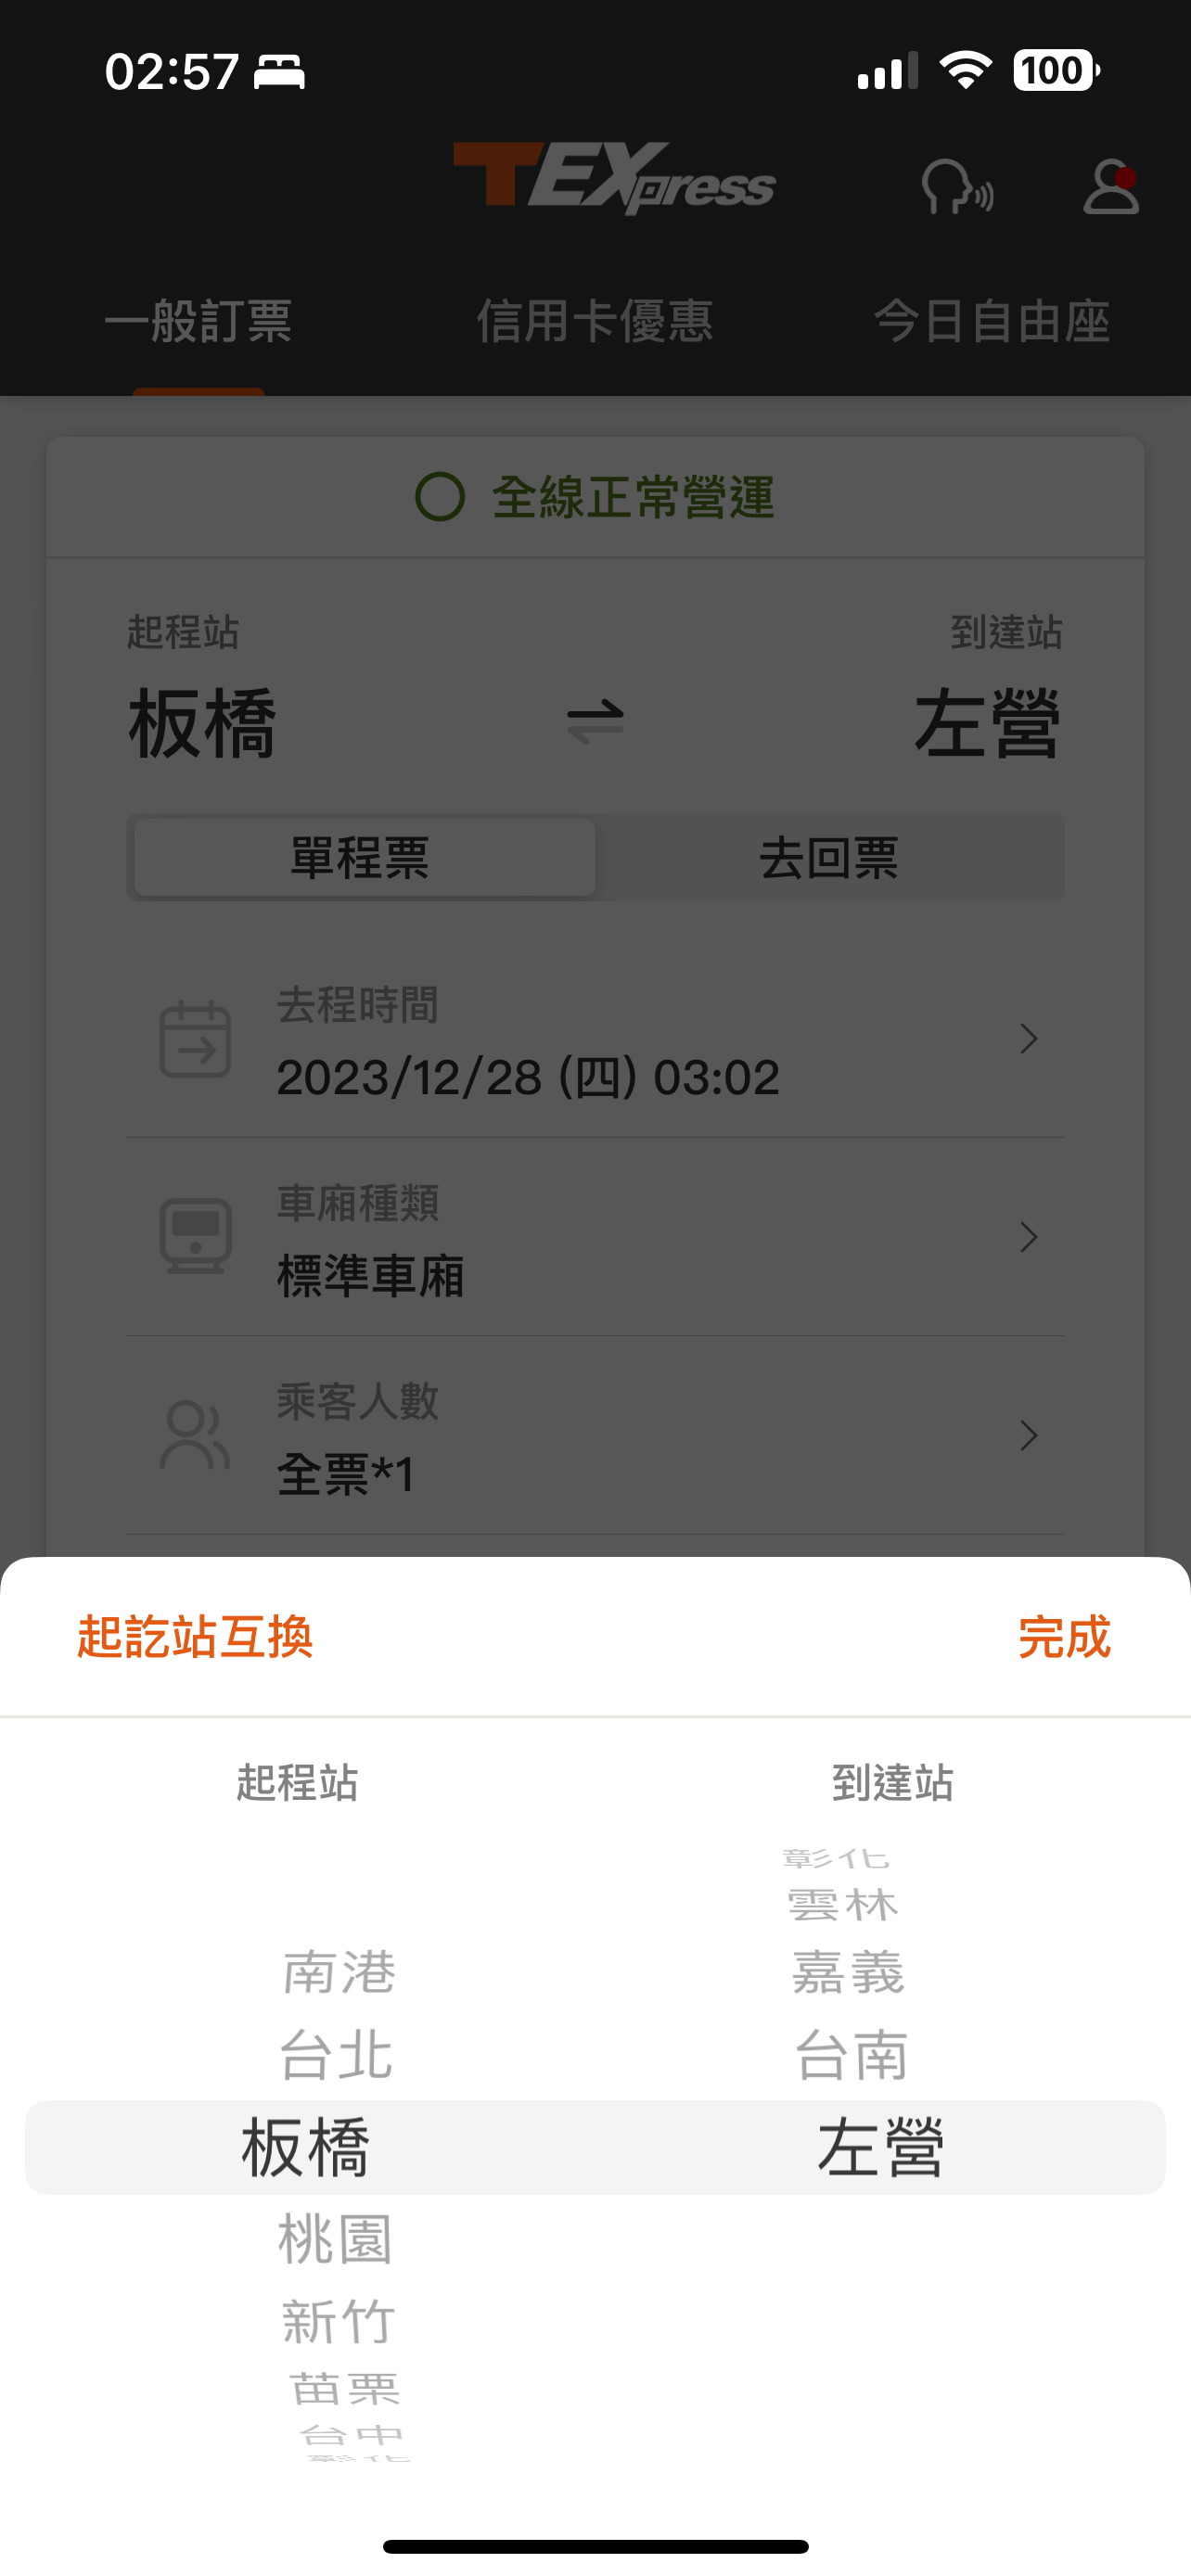 02:57
100
TEXpress
一般訂票 信用卡優惠 今日自由座
全線正常營運
起程站 到達站
板橋 左營
單程票 去回票
去程時間
2023/12/28 (四) 03:02
車廂種類
標準車廂
乘客人數
全票*1
起訖站互換 完成
起程站 到達站
彰化
雲林
南港 嘉義
台北 台南
板橋 左營
桃園
新竹
苗栗
台中
彰化